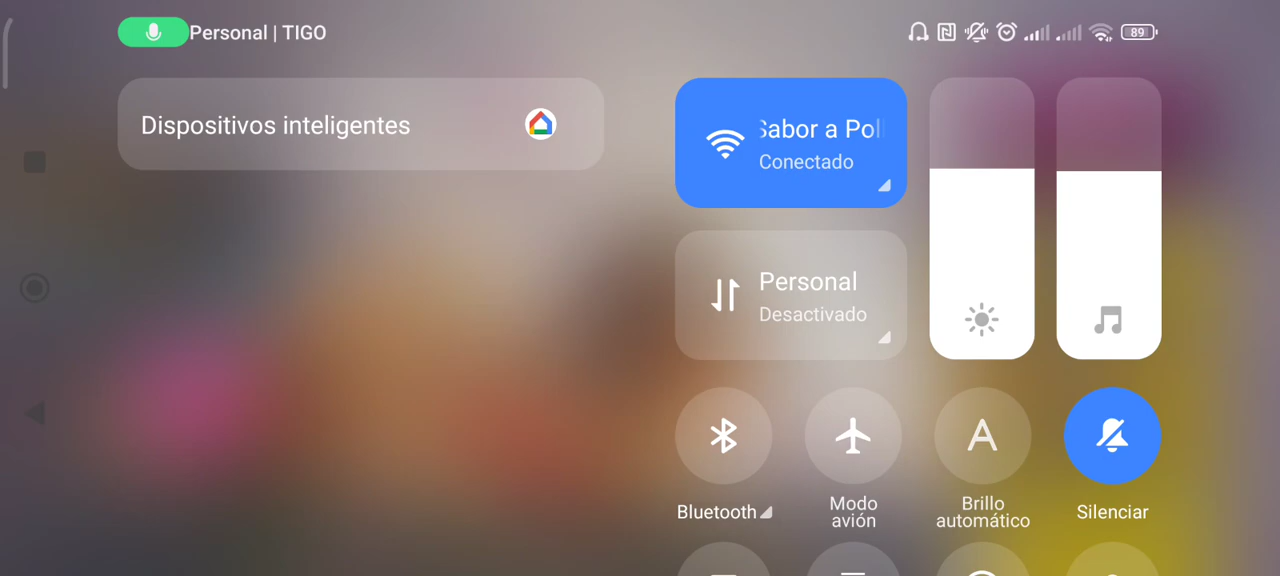 Personal | TIGO
89
Dispositivos inteligentes
Sabor a Pol
Conectado
Personal
Desactivado
Bluetooth
Modo
avión
Brillo
automático
Silenciar